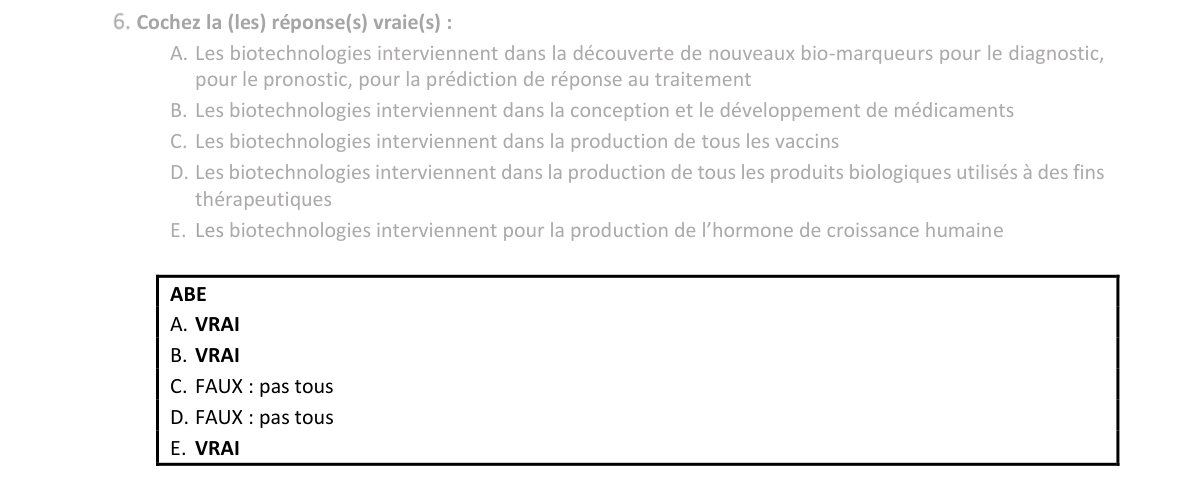 6. Cochez la (les) réponse(s) vraie(s) :
A. Les biotechnologies interviennent dans la découverte de nouveaux bio-marqueurs pour le diagnostic,
pour le pronostic, pour la prédiction de réponse au traitement
B. Les biotechnologies interviennent dans la conception et le développement de médicaments
C. Les biotechnologies interviennent dans la production de tous les vaccins
D. Les biotechnologies interviennent dans la production de tous les produits biologiques utilisés à des fins
thérapeutiques
E. Les biotechnologies interviennent pour la production de l’hormone de croissance humaine
ABE
A. VRAI
B. VRAI
C. FAUX : pas tous
D. FAUX : pas tous
E. VRAI